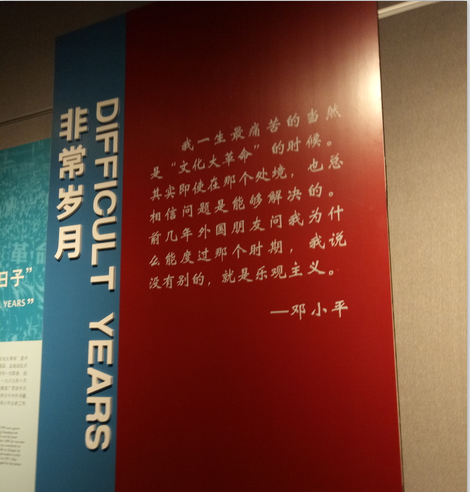 非常岁月
DIFFICULT YEARS
我一生最痛苦的当然
是“文化大革命”的时候。
其实即使在那个处境，也总
相信问题是能够解决的。
前几年外国朋友问我为什
么能度过那个时期，我说
没有别的，就是乐观主义。
—邓小平
日子”
YEARS”